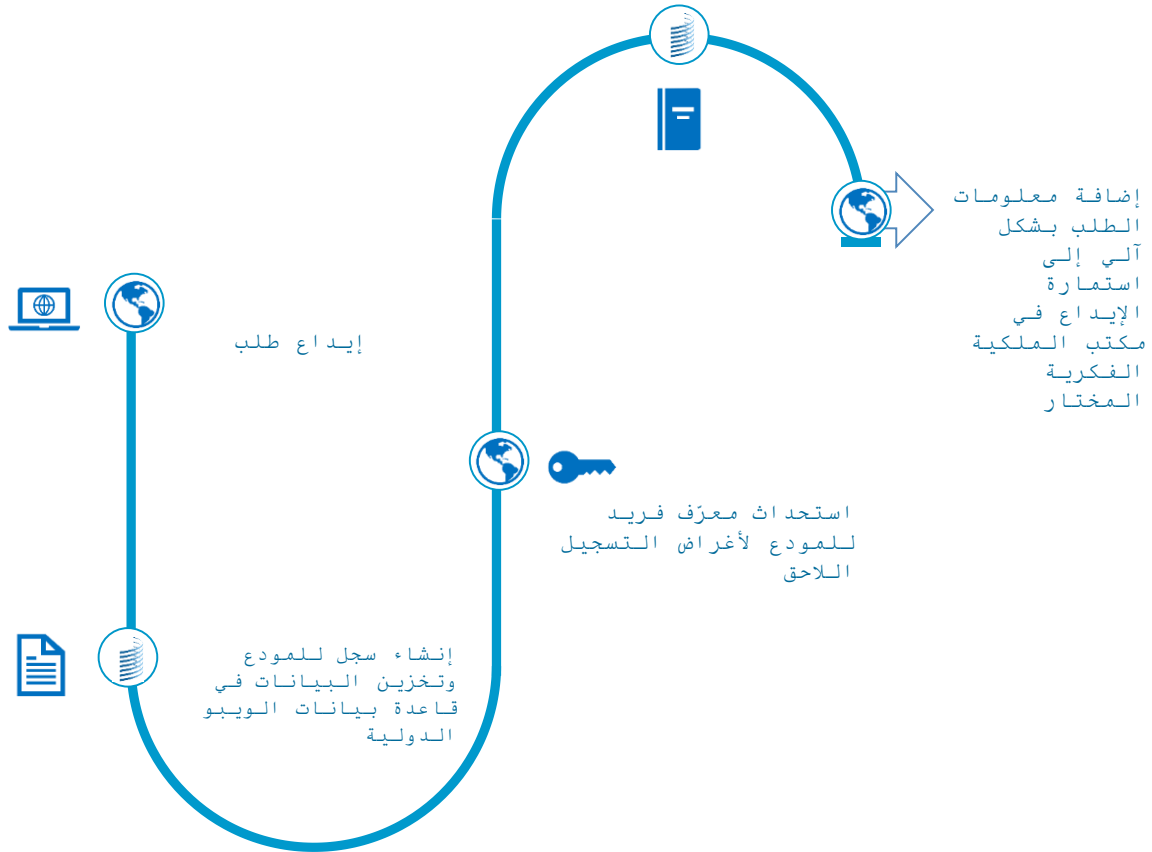 إيداع طلب
إنشاء سجل للمودع
وتخزين البيانات في
قاعدة بيانات الويبو
الدولية
استحداث معرّف فريد
للمودع لأغراض التسجيل
اللاحق
إضافة معلومات
الطلب بشكل
آلي إلى
استمارة
الإيداع في
مكتب الملكية
الفكرية
المختار